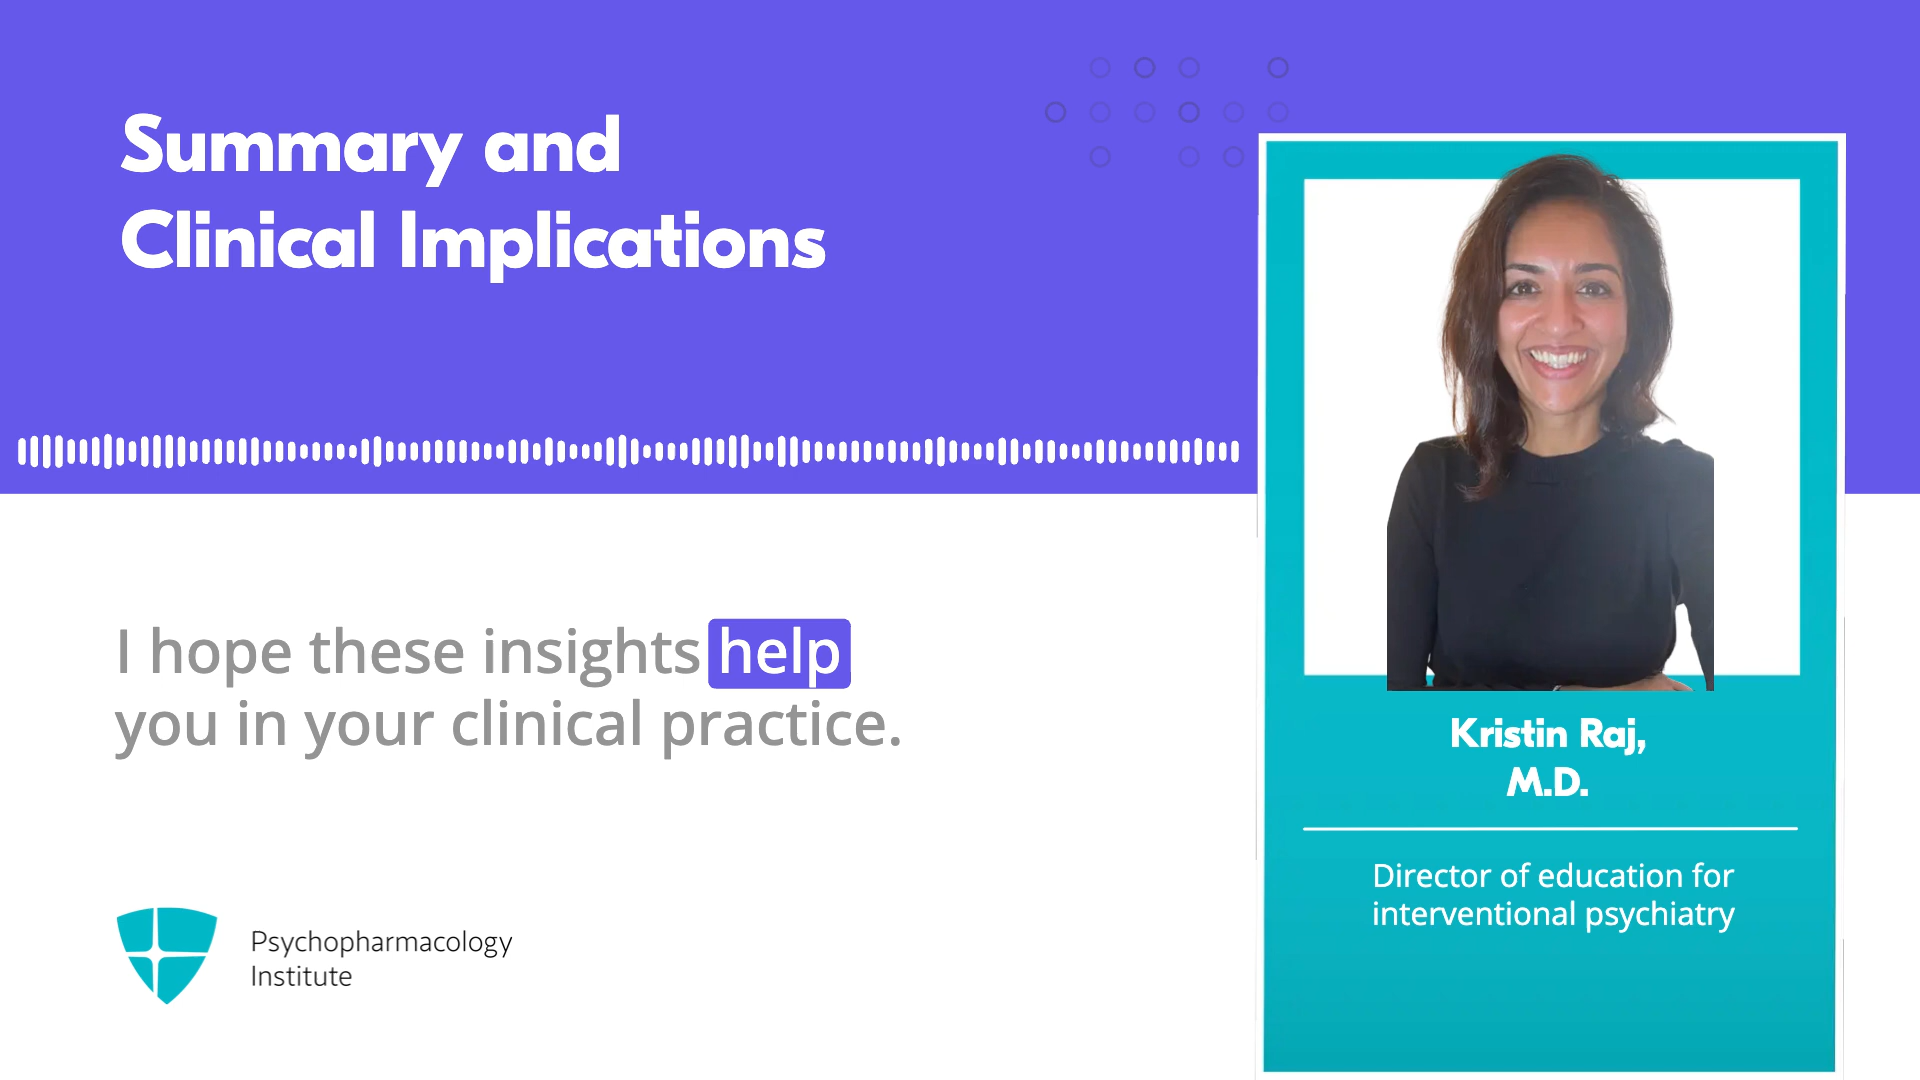 Summary and
Clinical Implications
I hope these insights help
you in your clinical practice.
Psychopharmacology
Institute
Kristin Raj,
M.D.
Director of education for
interventional psychiatry